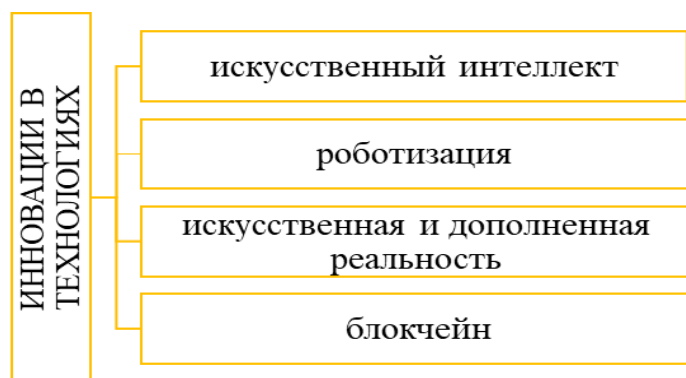 ИННОВАЦИИ В
ТЕХНОЛОГИЯХ
искусственный интеллект
роботизация
искусственная и дополненная
реальность
блокчейн